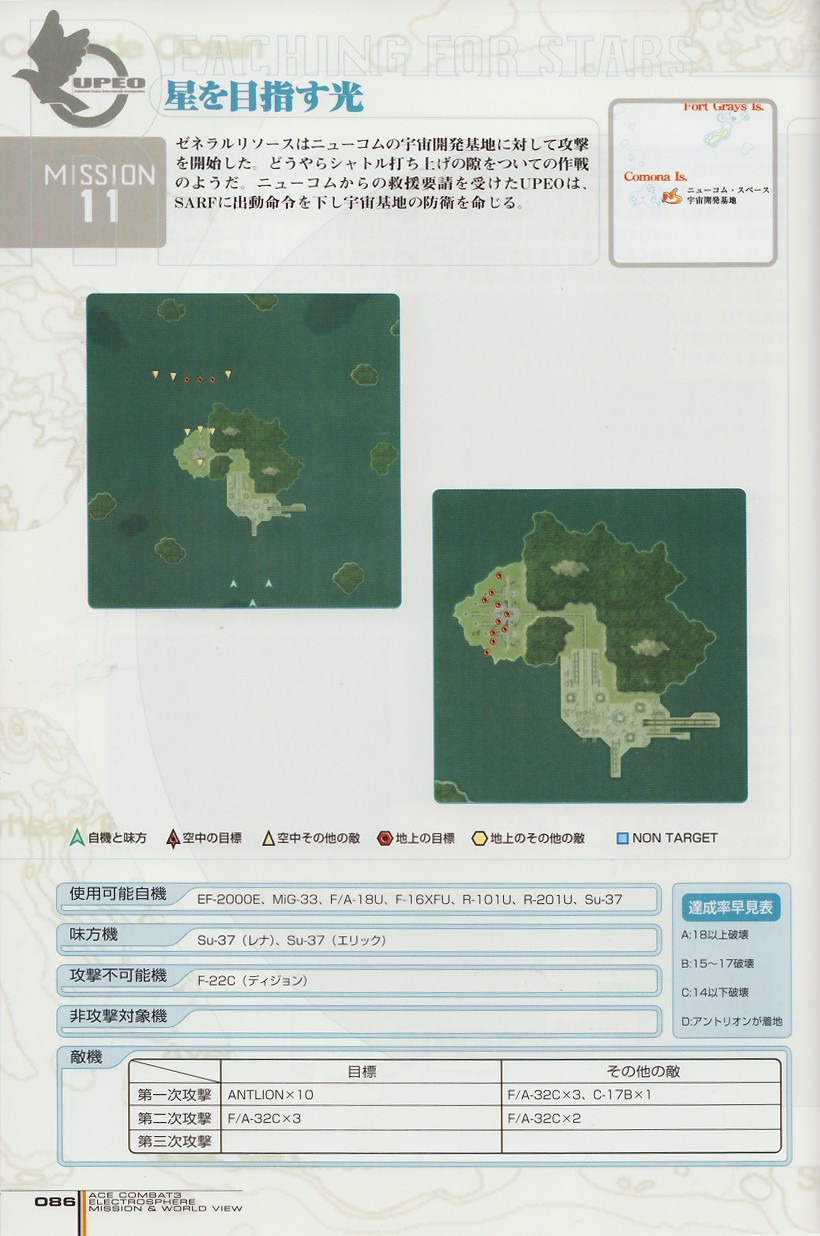 REACHING FOR STARS
UPEO
星を目指す光
MISSION
11
ゼネラルリソースはニューコムの宇宙開発基地に対して攻撃
を開始した。どうやらシャトル打ち上げの隙をついての作戦
のようだ。ニューコムからの救援要請を受けたUPEOは、
SARFに出動命令を下し宇宙基地の防衛を命じる。
Fort Grays Is.
Comona Is.
ニューコム・スペース
宇宙開発基地
自機と味方 空中の目標 空中その他の敵 地上の目標 地上のその他の敵 NON TARGET
使用可能自機 EF-2000E、MiG-33、F/A-18U、F-16XFU、R-101U、R-201U、Su-37
味方機 Su-37（レナ）、Su-37（エリック）
攻撃不可能機 F-22C（ディジョン）
非攻撃対象機
達成率早見表
A:18以上破壊
B:15〜17破壊
C:14以下破壊
D:アントリオンが着地
敵機
目標 その他の敵
第一次攻撃 ANTLION×10 F/A-32C×3、C-17B×1
第二次攻撃 F/A-32C×3 F/A-32C×2
第三次攻撃
086
ACE COMBAT3
ELECTROSPHERE
MISSION & WORLD VIEW